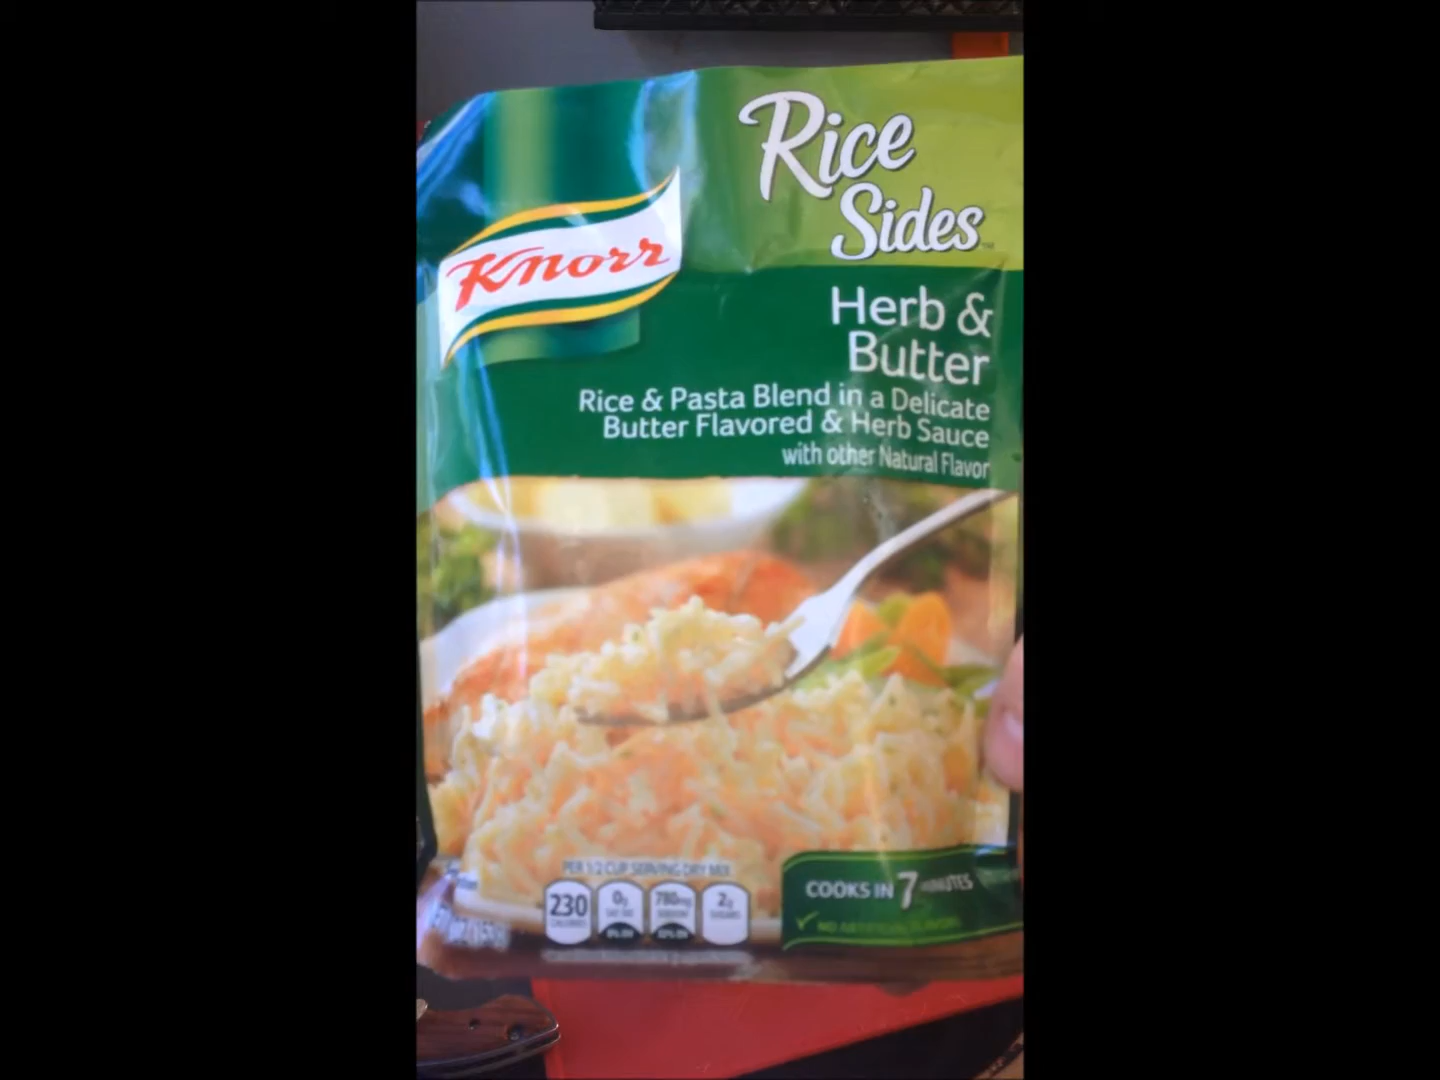 Rice
Sides
Knorr
Herb &
Butter
Rice & Pasta Blend in a Delicate
Butter Flavored & Herb Sauce
with other Natural Flavor
PER 1/2 CUP SERVING DRY MIX
230
CALORIES
0g
SAT FAT
0% DV
780mg
SODIUM
2g
SUGARS
COOKS IN 7 MINUTES
NO ARTIFICIAL FLAVORS